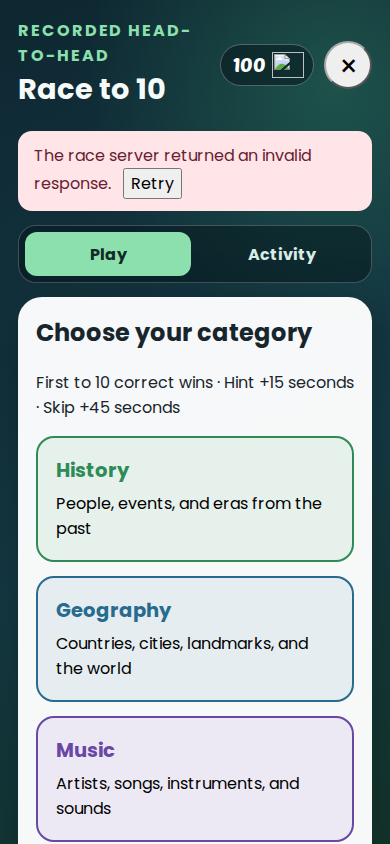 RECORDED HEAD-
TO-HEAD
Race to 10
100
×
The race server returned an invalid
response. Retry
Play Activity
Choose your category
First to 10 correct wins · Hint +15 seconds
· Skip +45 seconds
History
People, events, and eras from the
past
Geography
Countries, cities, landmarks, and
the world
Music
Artists, songs, instruments, and
sounds